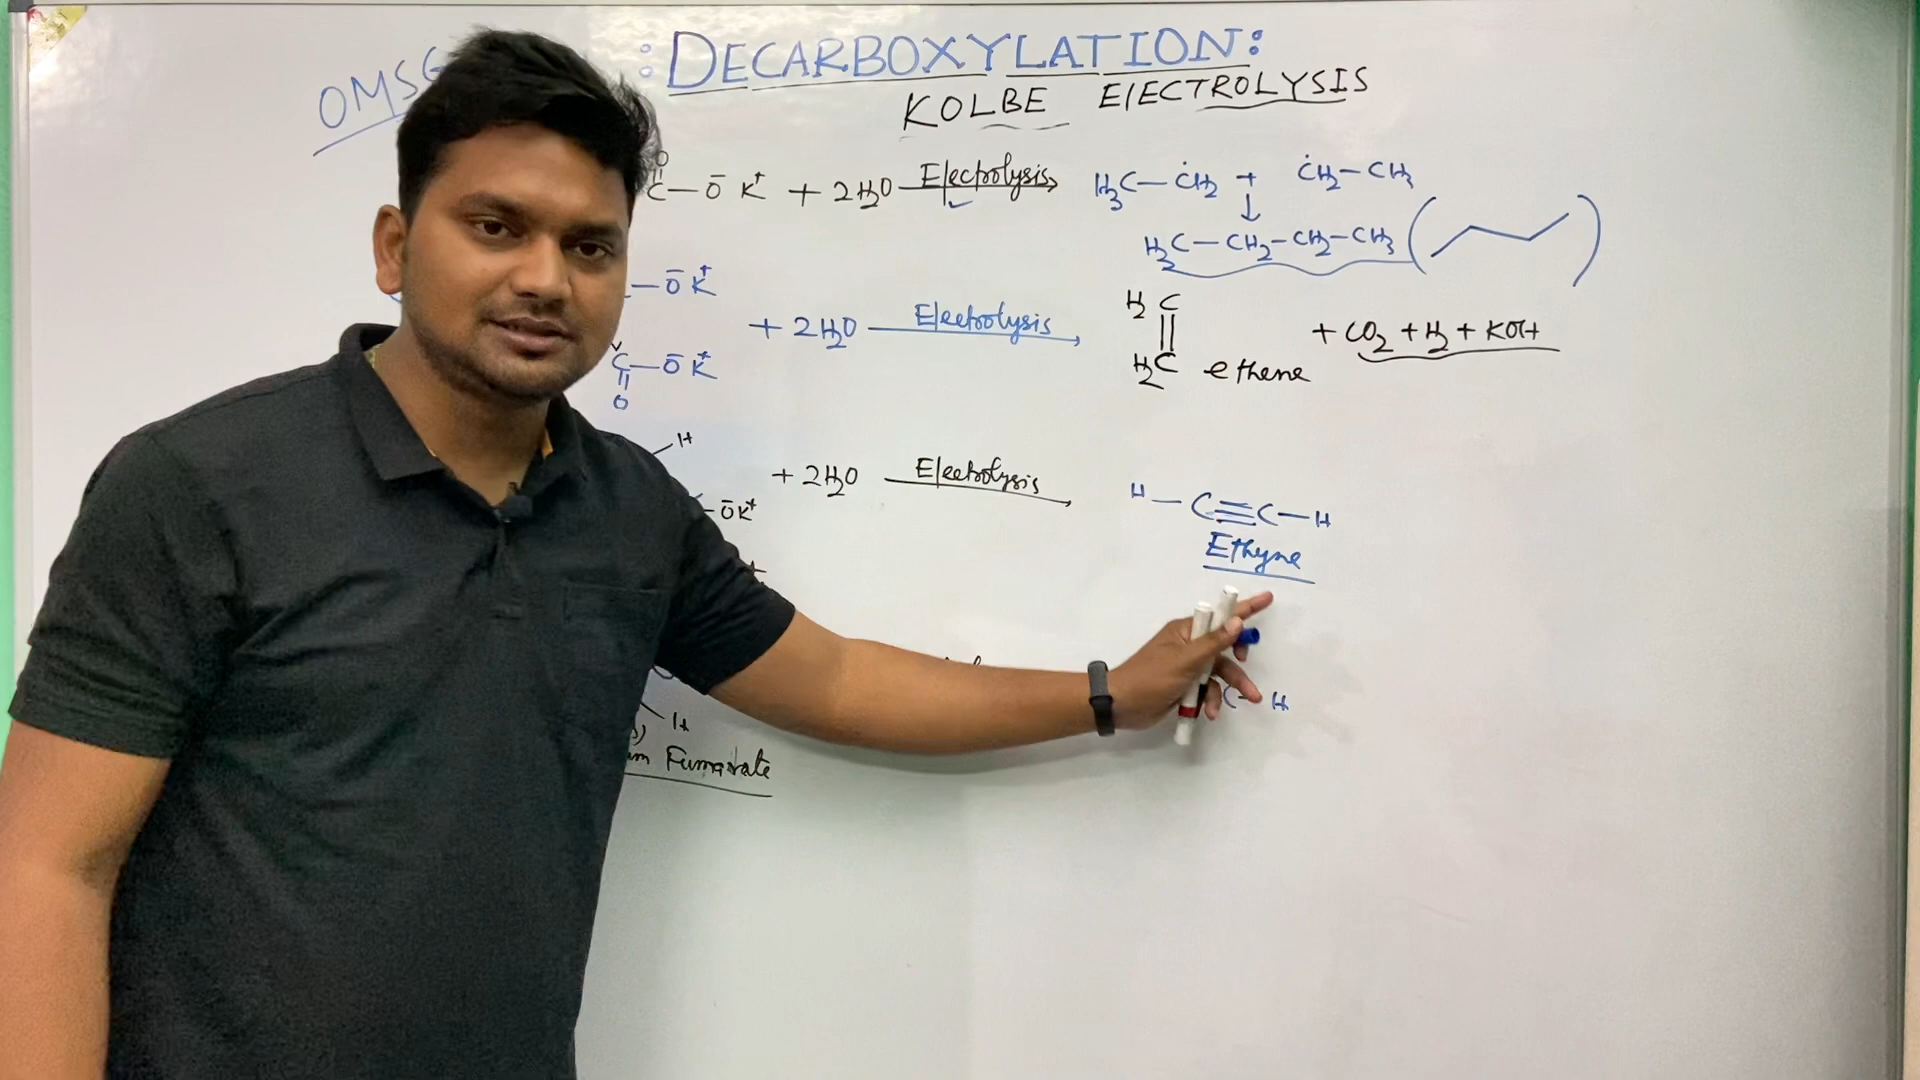 OMSG
: DECARBOXYLATION:
KOLBE ElECTROLYSIS
O
C—Ō K⁺ + 2H₂O Electrolysis H₃C—ĊH₂ + ĊH₂—CH₃
H₃C—CH₂—CH₂—CH₃
—Ō K⁺
+ 2H₂O Electrolysis
C—Ō K⁺
O
H₂C
H₂C ethene
+ CO₂ + H₂ + KOH
H
—ŌK⁺
+ 2H₂O Electrolysis H—C≡C—H
Ethyne
C—H
H
Fumarate